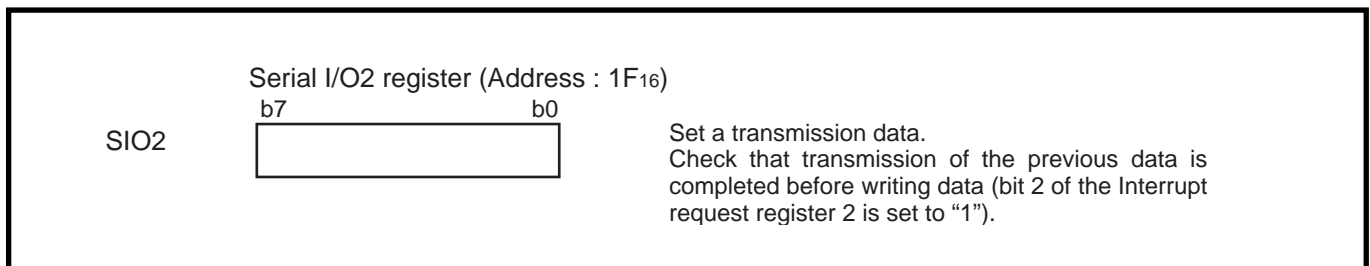 Serial I/O2 register (Address : 1F16)
b7 b0
SIO2
Set a transmission data.
Check that transmission of the previous data is
completed before writing data (bit 2 of the Interrupt
request register 2 is set to “1”).